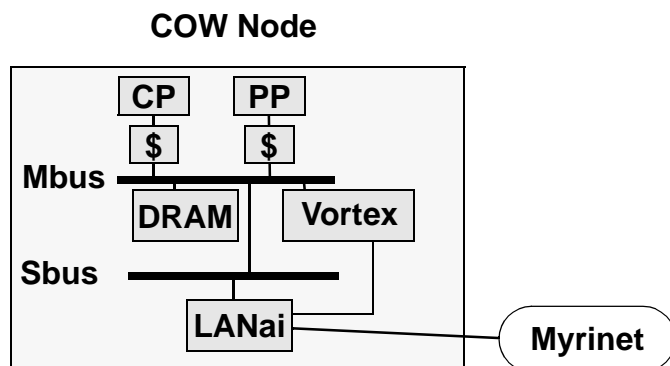 COW Node
CP PP
$ $
Mbus
DRAM Vortex
Sbus
LANai
Myrinet